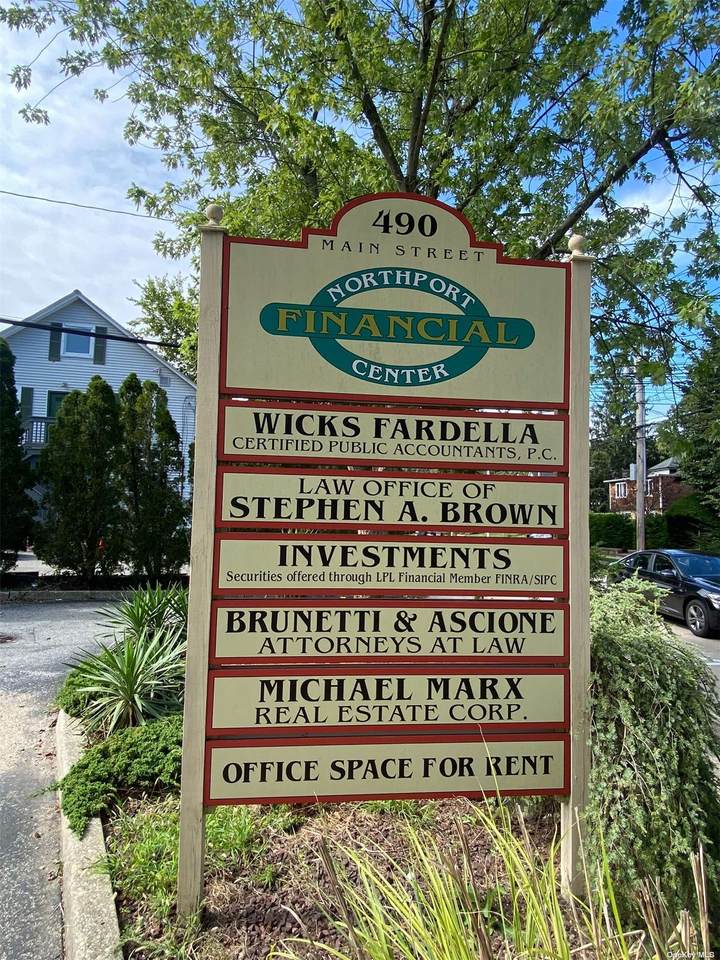 490
MAIN STREET
NORTHPORT
FINANCIAL
CENTER
WICKS FARDELLA
CERTIFIED PUBLIC ACCOUNTANTS, P.C.
LAW OFFICE OF
STEPHEN A. BROWN
INVESTMENTS
Securities offered through LPL Financial Member FINRA/SIPC
BRUNETTI & ASCIONE
ATTORNEYS AT LAW
MICHAEL MARX
REAL ESTATE CORP.
OFFICE SPACE FOR RENT
OneKey MLS